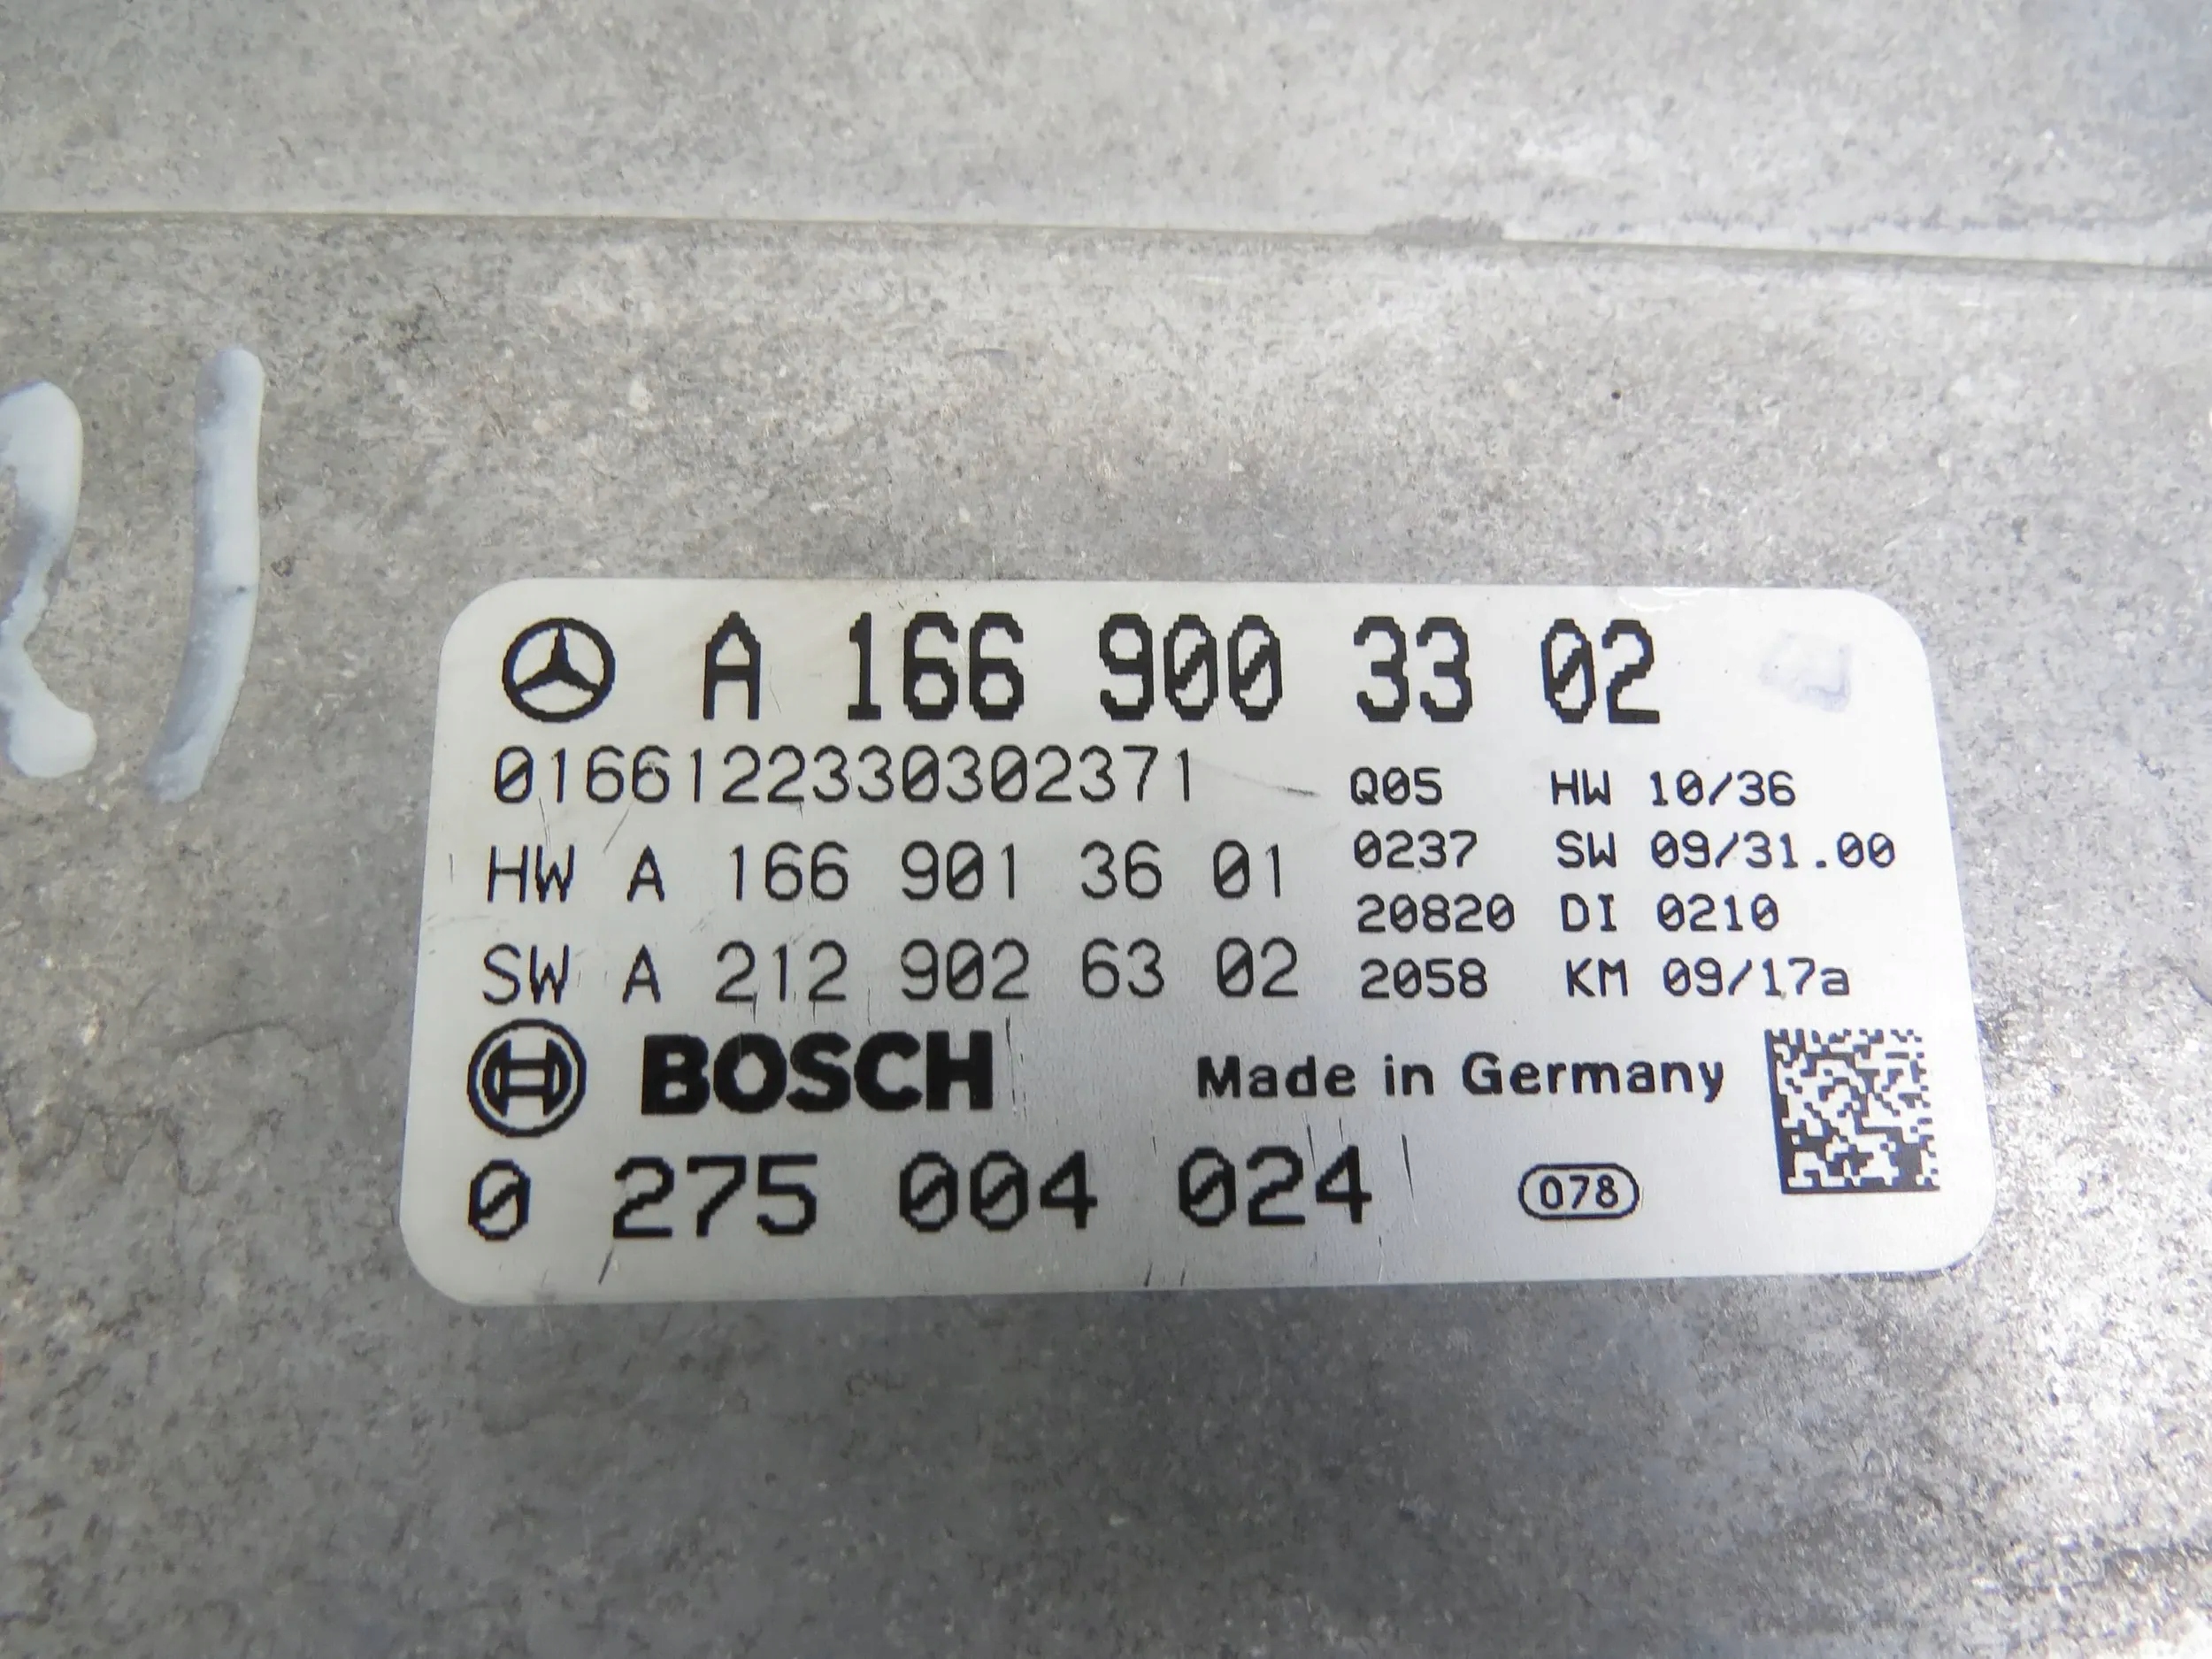 21
A 166 900 33 02
0166122330302371
HW A 166 901 36 01
SW A 212 902 63 02
Q05 HW 10/36
0237 SW 09/31.00
20820 DI 0210
2058 KM 09/17a
BOSCH Made in Germany
0 275 004 024 078